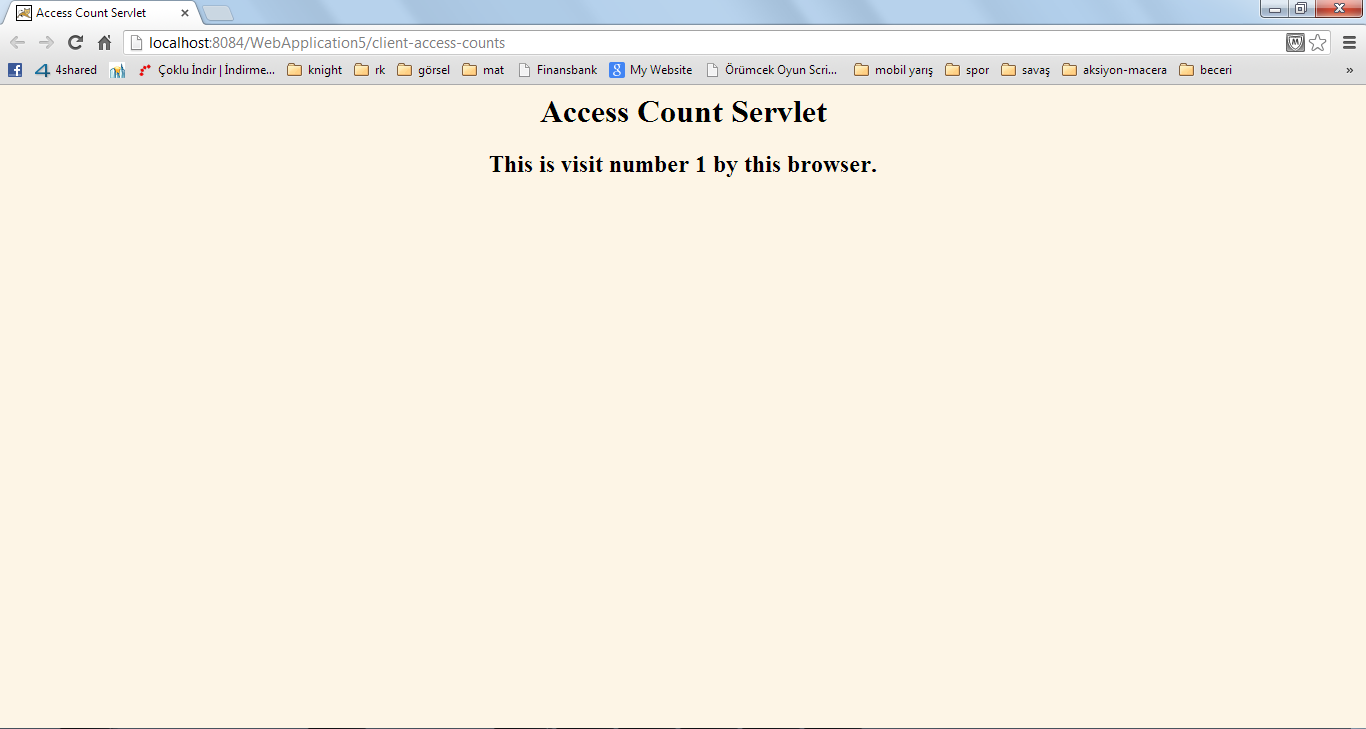 Access Count Servlet
localhost:8084/WebApplication5/client-access-counts
4shared Çoklu İndir | İndirme... knight rk görsel mat Finansbank My Website Örümcek Oyun Scri... mobil yarış spor savaş aksiyon-macera beceri »
Access Count Servlet
This is visit number 1 by this browser.